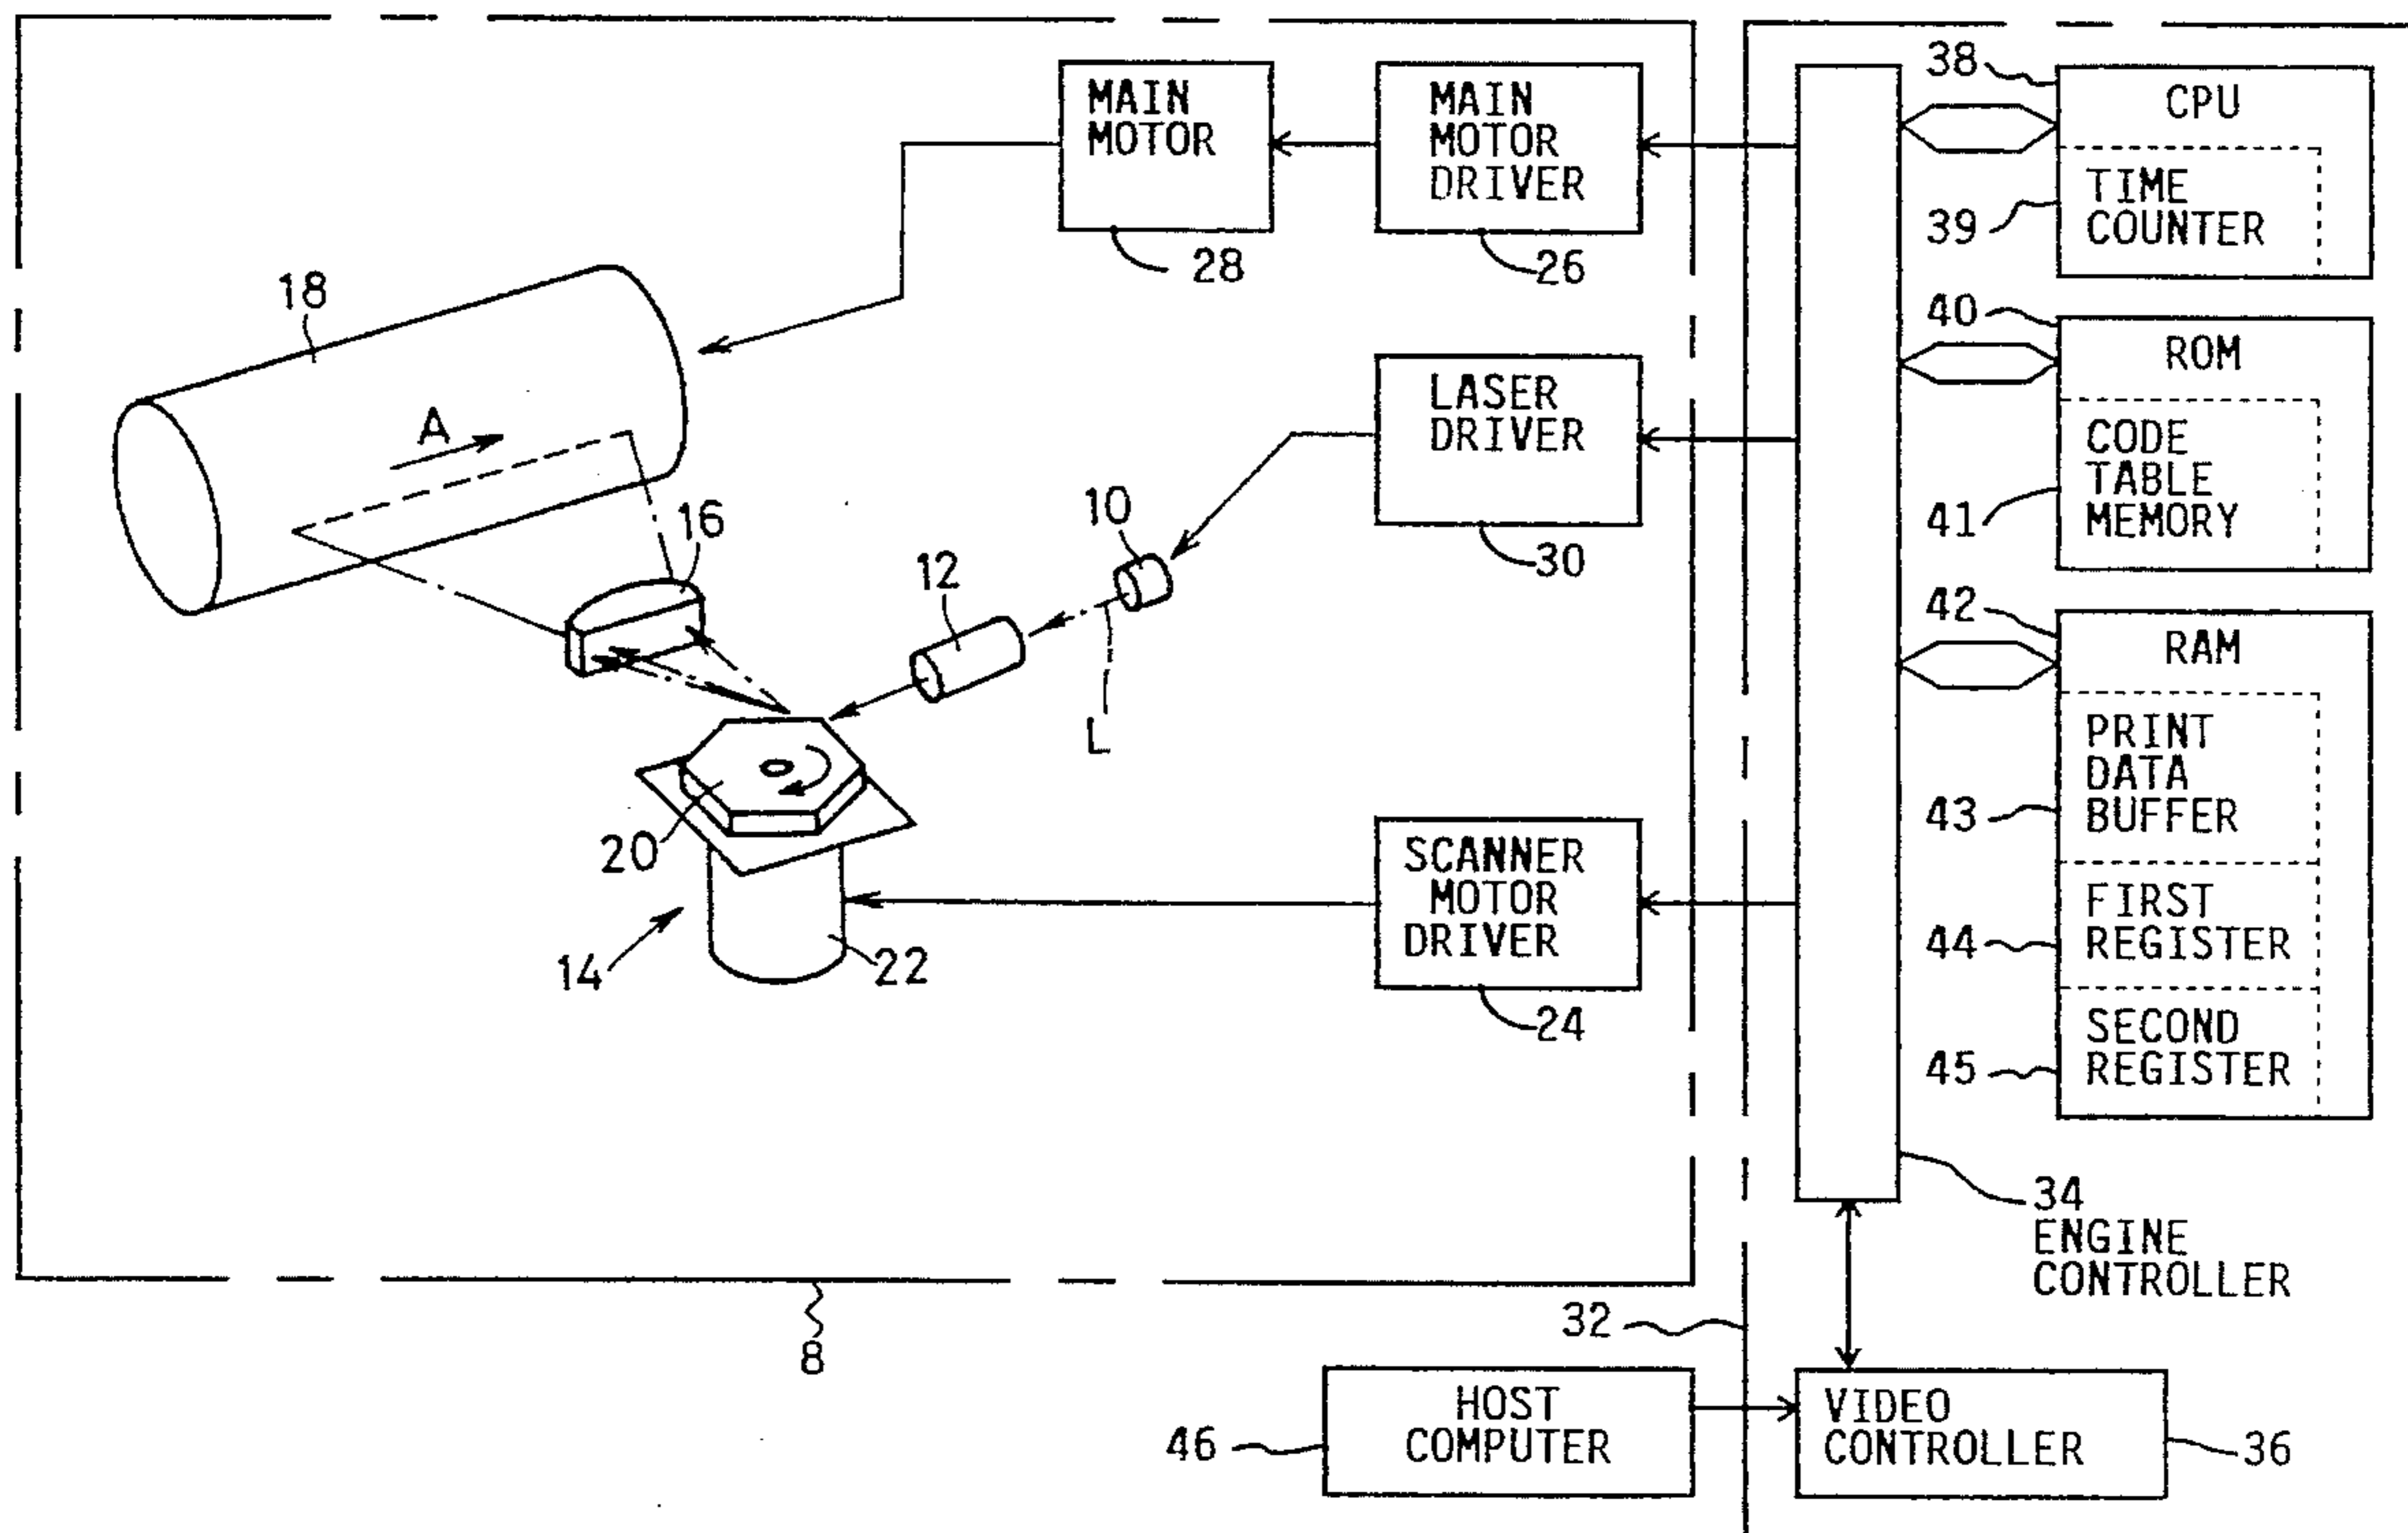 MAIN
MOTOR
28
MAIN
MOTOR
DRIVER
26
38
CPU
39
TIME
COUNTER
18
A
40
ROM
41
CODE
TABLE
MEMORY
LASER
DRIVER
30
10
12
16
L
42
RAM
43
PRINT
DATA
BUFFER
44
FIRST
REGISTER
45
SECOND
REGISTER
20
14
22
SCANNER
MOTOR
DRIVER
24
34
ENGINE
CONTROLLER
8
32
46
HOST
COMPUTER
VIDEO
CONTROLLER
36